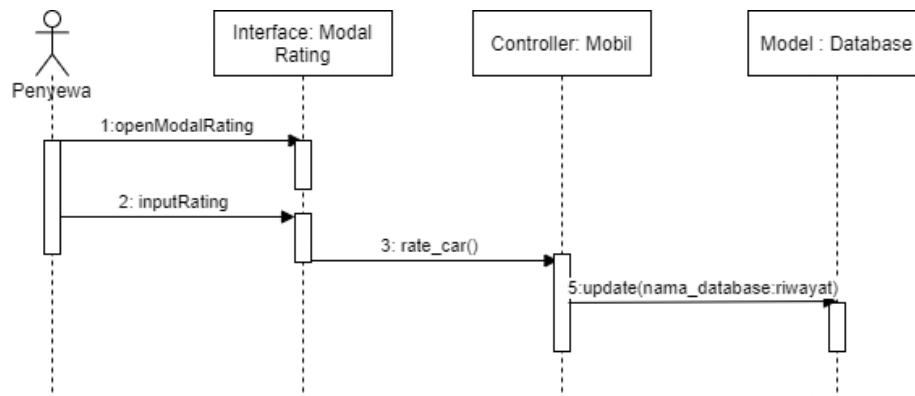 Interface: Modal
Rating
Controller: Mobil
Model : Database
Penyewa
1:openModalRating
2: inputRating
3: rate_car()
5:update(nama_database:riwayat)